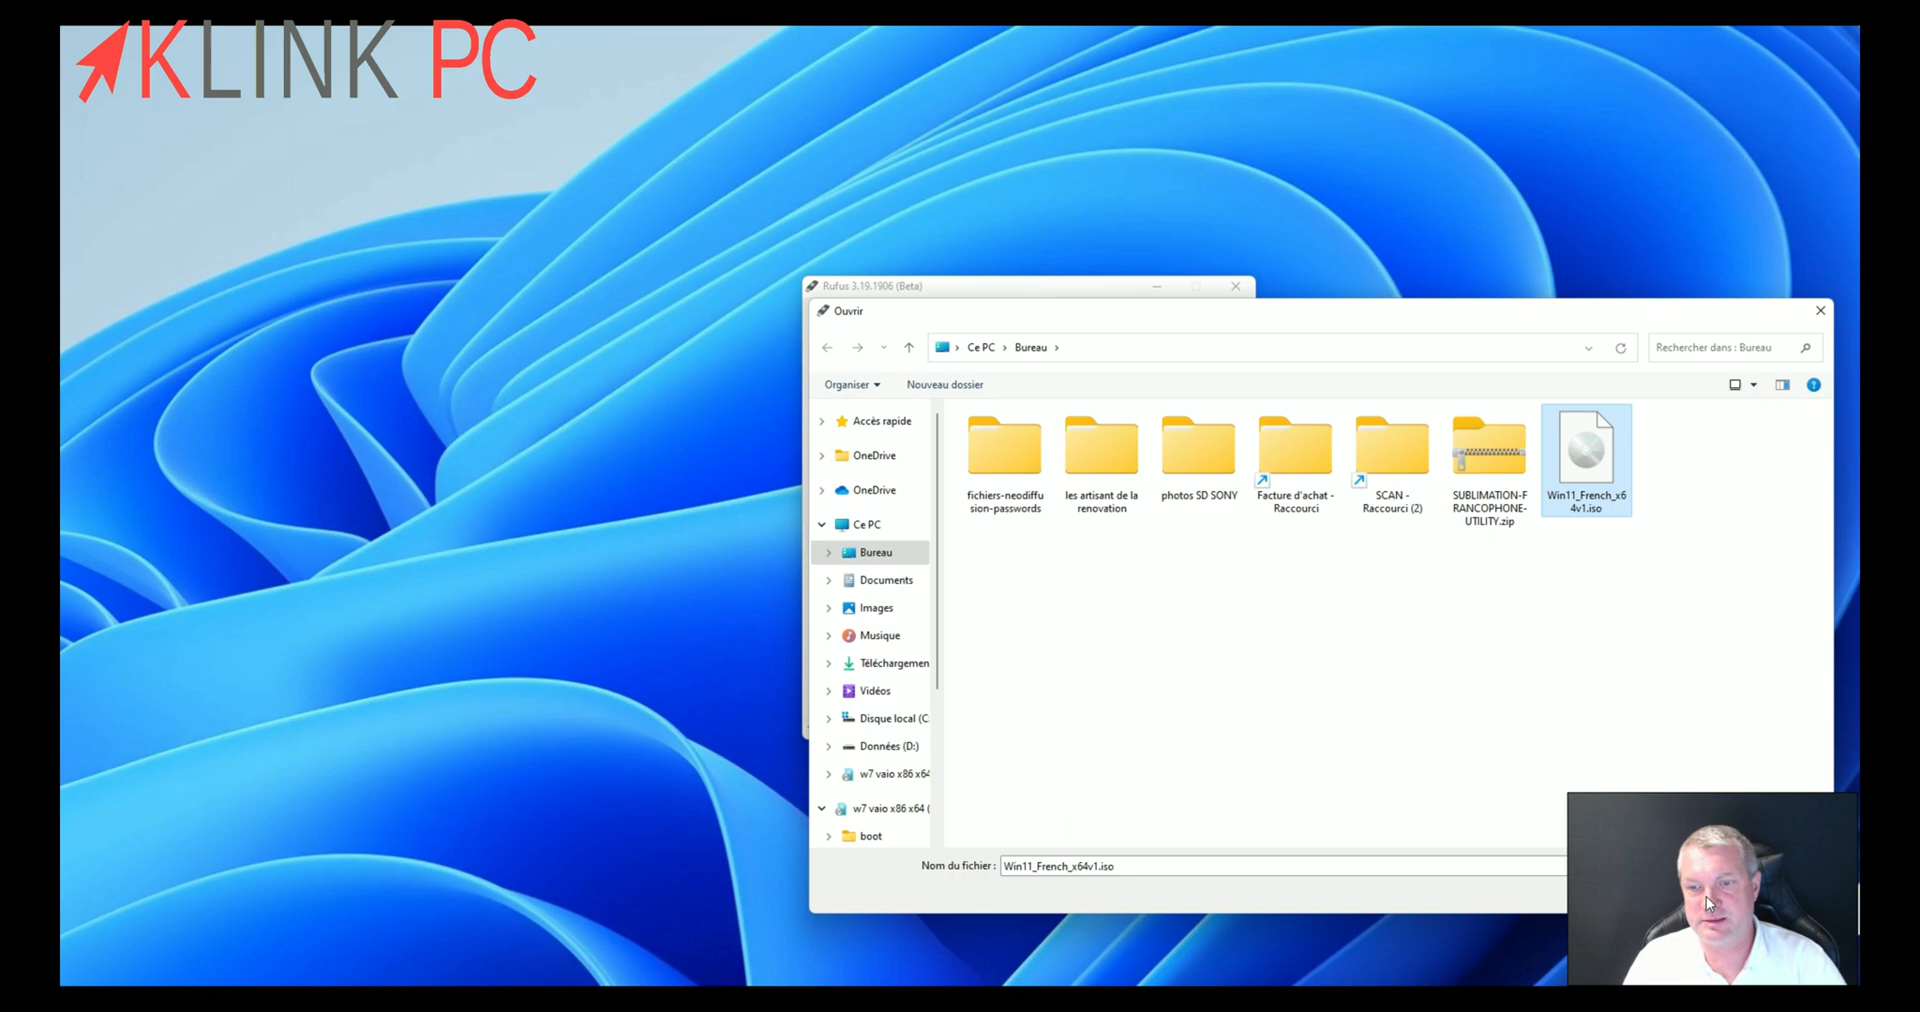 KLINK PC
Rufus 3.19.1906 (Beta)
Ouvrir
Ce PC
Bureau
Rechercher dans : Bureau
Organiser
Nouveau dossier
Accès rapide
OneDrive
OneDrive
Ce PC
Bureau
Documents
Images
Musique
Téléchargemen
Vidéos
Disque local (C:
Données (D:)
w7 vaio x86 x64
w7 vaio x86 x64 (
boot
fichiers-neodiffu
sion-passwords
les artisant de la
renovation
photos SD SONY
Facture d'achat -
Raccourci
SCAN -
Raccourci (2)
SUBLIMATION-F
RANCOPHONE-
UTILITY.zip
Win11_French_x6
4v1.iso
Nom du fichier :
Win11_French_x64v1.iso